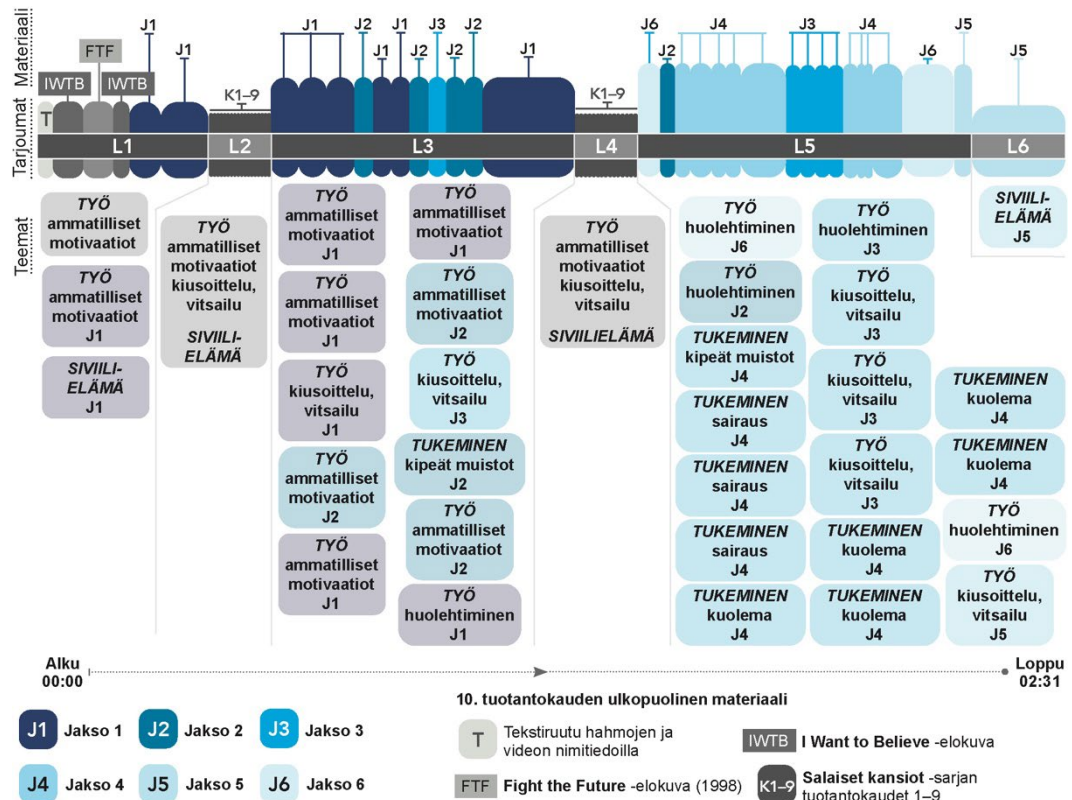 Materiaali
Tarjoumat
Teemat
T
IWTB
FTF
IWTB
J1
J1
K1–9
J1
J2
J1
J1
J2
J3
J2
J2
J1
K1–9
J6
J2
J4
J3
J4
J6
J5
J5
L1
L2
L3
L4
L5
L6
TYÖ
ammatilliset
motivaatiot
TYÖ
ammatilliset
motivaatiot
J1
SIVIILI-
ELÄMÄ
J1
TYÖ
ammatilliset
motivaatiot
kiusoittelu,
vitsailu
SIVIILI-
ELÄMÄ
TYÖ
ammatilliset
motivaatiot
J1
TYÖ
ammatilliset
motivaatiot
J1
TYÖ
kiusoittelu,
vitsailu
J1
TYÖ
ammatilliset
motivaatiot
J2
TYÖ
ammatilliset
motivaatiot
J1
TYÖ
ammatilliset
motivaatiot
J1
TYÖ
ammatilliset
motivaatiot
J2
TYÖ
kiusoittelu,
vitsailu
J3
TUKEMINEN
kipeät muistot
J2
TYÖ
ammatilliset
motivaatiot
J2
TYÖ
huolehtiminen
J1
TYÖ
ammatilliset
motivaatiot
kiusoittelu,
vitsailu
SIVIILIELÄMÄ
TYÖ
huolehtiminen
J6
TYÖ
huolehtiminen
J2
TUKEMINEN
kipeät muistot
J4
TUKEMINEN
sairaus
J4
TUKEMINEN
sairaus
J4
TUKEMINEN
sairaus
J4
TUKEMINEN
kuolema
J4
TYÖ
huolehtiminen
J3
TYÖ
kiusoittelu,
vitsailu
J3
TYÖ
kiusoittelu,
vitsailu
J3
TYÖ
kiusoittelu,
vitsailu
J3
TUKEMINEN
kuolema
J4
TUKEMINEN
kuolema
J4
TUKEMINEN
kuolema
J4
TUKEMINEN
kuolema
J4
TYÖ
huolehtiminen
J6
TYÖ
kiusoittelu,
vitsailu
J5
SIVIILI-
ELÄMÄ
J5
Alku
00:00
Loppu
02:31
J1 Jakso 1
J2 Jakso 2
J3 Jakso 3
J4 Jakso 4
J5 Jakso 5
J6 Jakso 6
10. tuotantokauden ulkopuolinen materiaali
T Tekstiruutu hahmojen ja
videon nimitiedoilla
IWTB I Want to Believe -elokuva
FTF Fight the Future -elokuva (1998)
K1–9 Salaiset kansiot -sarjan
tuotantokaudet 1–9